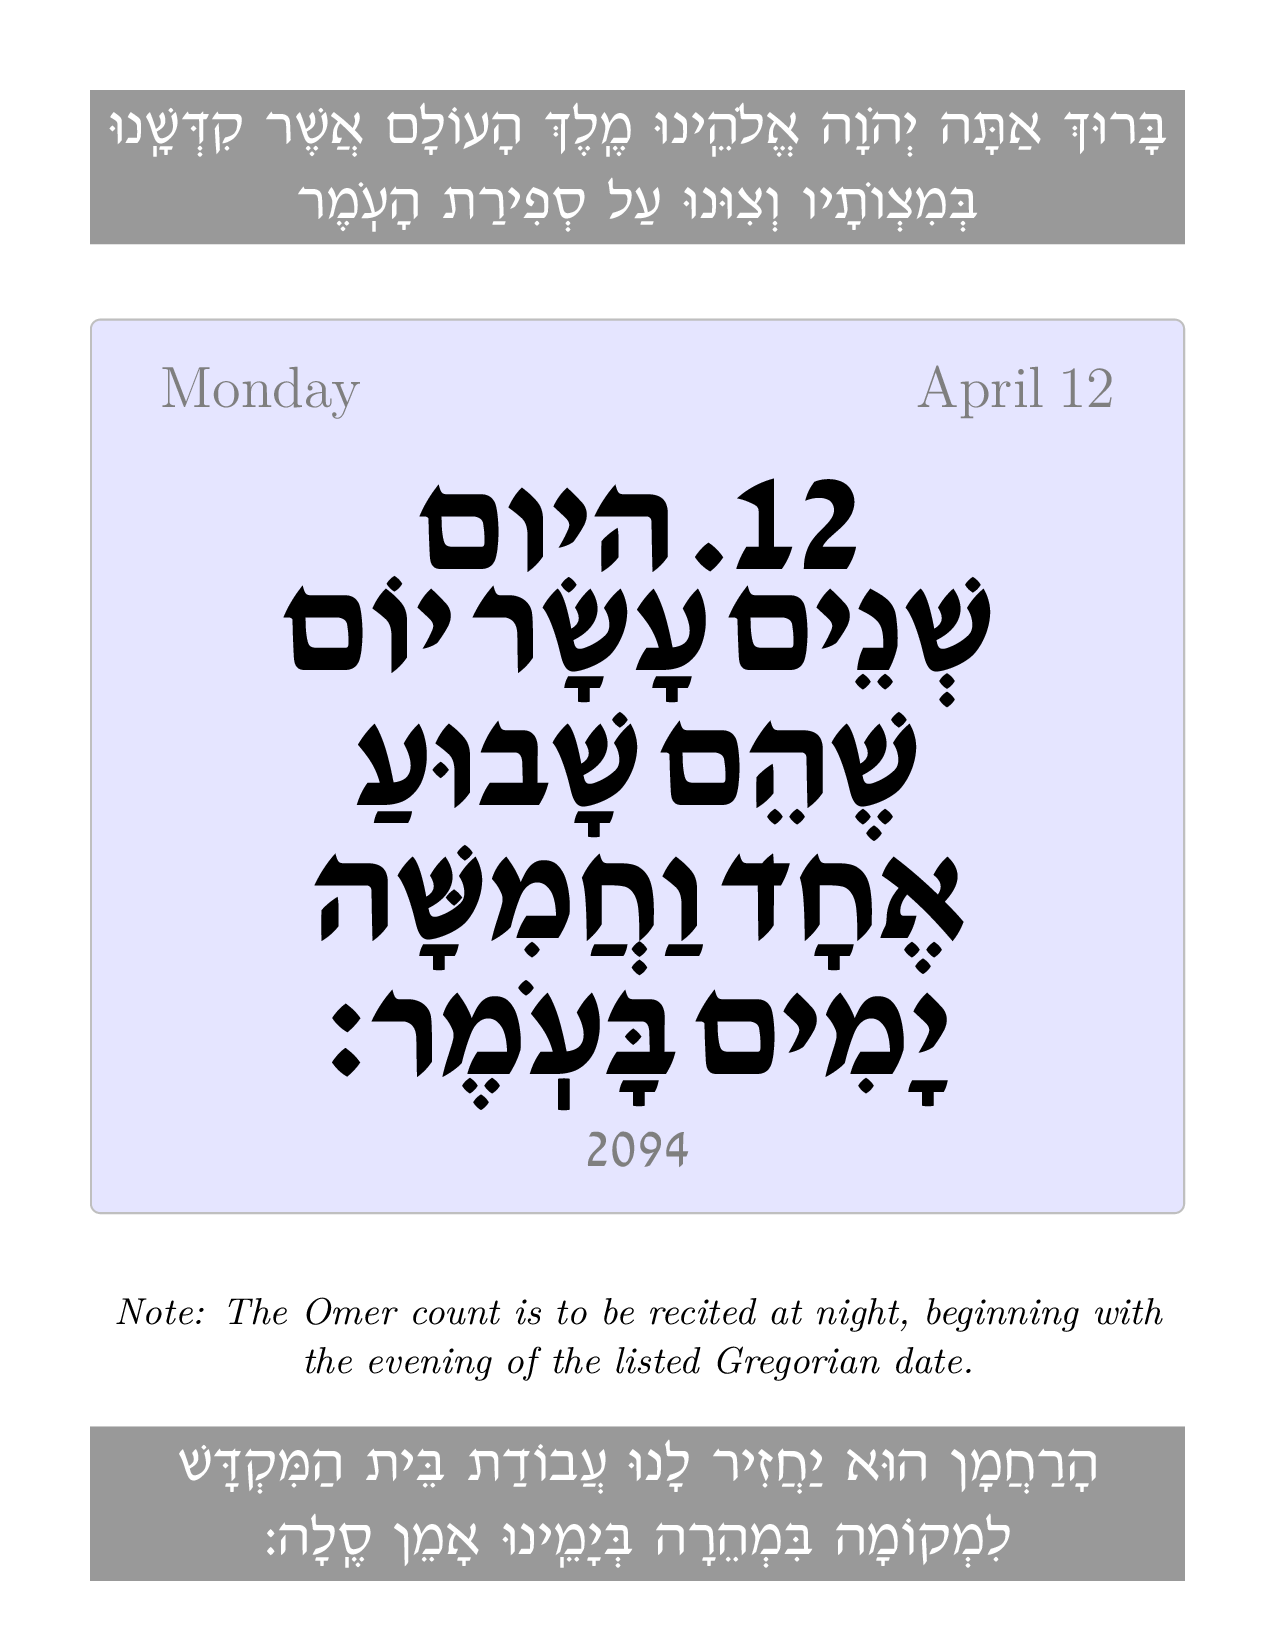 בָּרוּךְ אַתָּה יְהֹוָה אֱלֹהֵֽינוּ מֶֽלֶךְ הָעוֹלָם אֲשֶׁר קִדְּשָֽׁנוּ
בְּמִצְוֹתָיו וְצִוּנוּ עַל סְפִירַת הָעֹֽמֶר
Monday April 12
12. היום
שְׁנֵים עָשָׂר יוֹם
שֶׁהֵם שָׁבוּעַ
אֶחָד וַחֲמִשָּׁה
יָמִים בָּעֹֽמֶר:
2094
Note: The Omer count is to be recited at night, beginning with
the evening of the listed Gregorian date.
הָרַחֲמָן הוּא יַחֲזִיר לָנוּ עֲבוֹדַת בֵּית הַמִּקְדָּשׁ
לִמְקוֹמָה בִּמְהֵרָה בְּיָמֵֽינוּ אָמֵן סֶֽלָה: